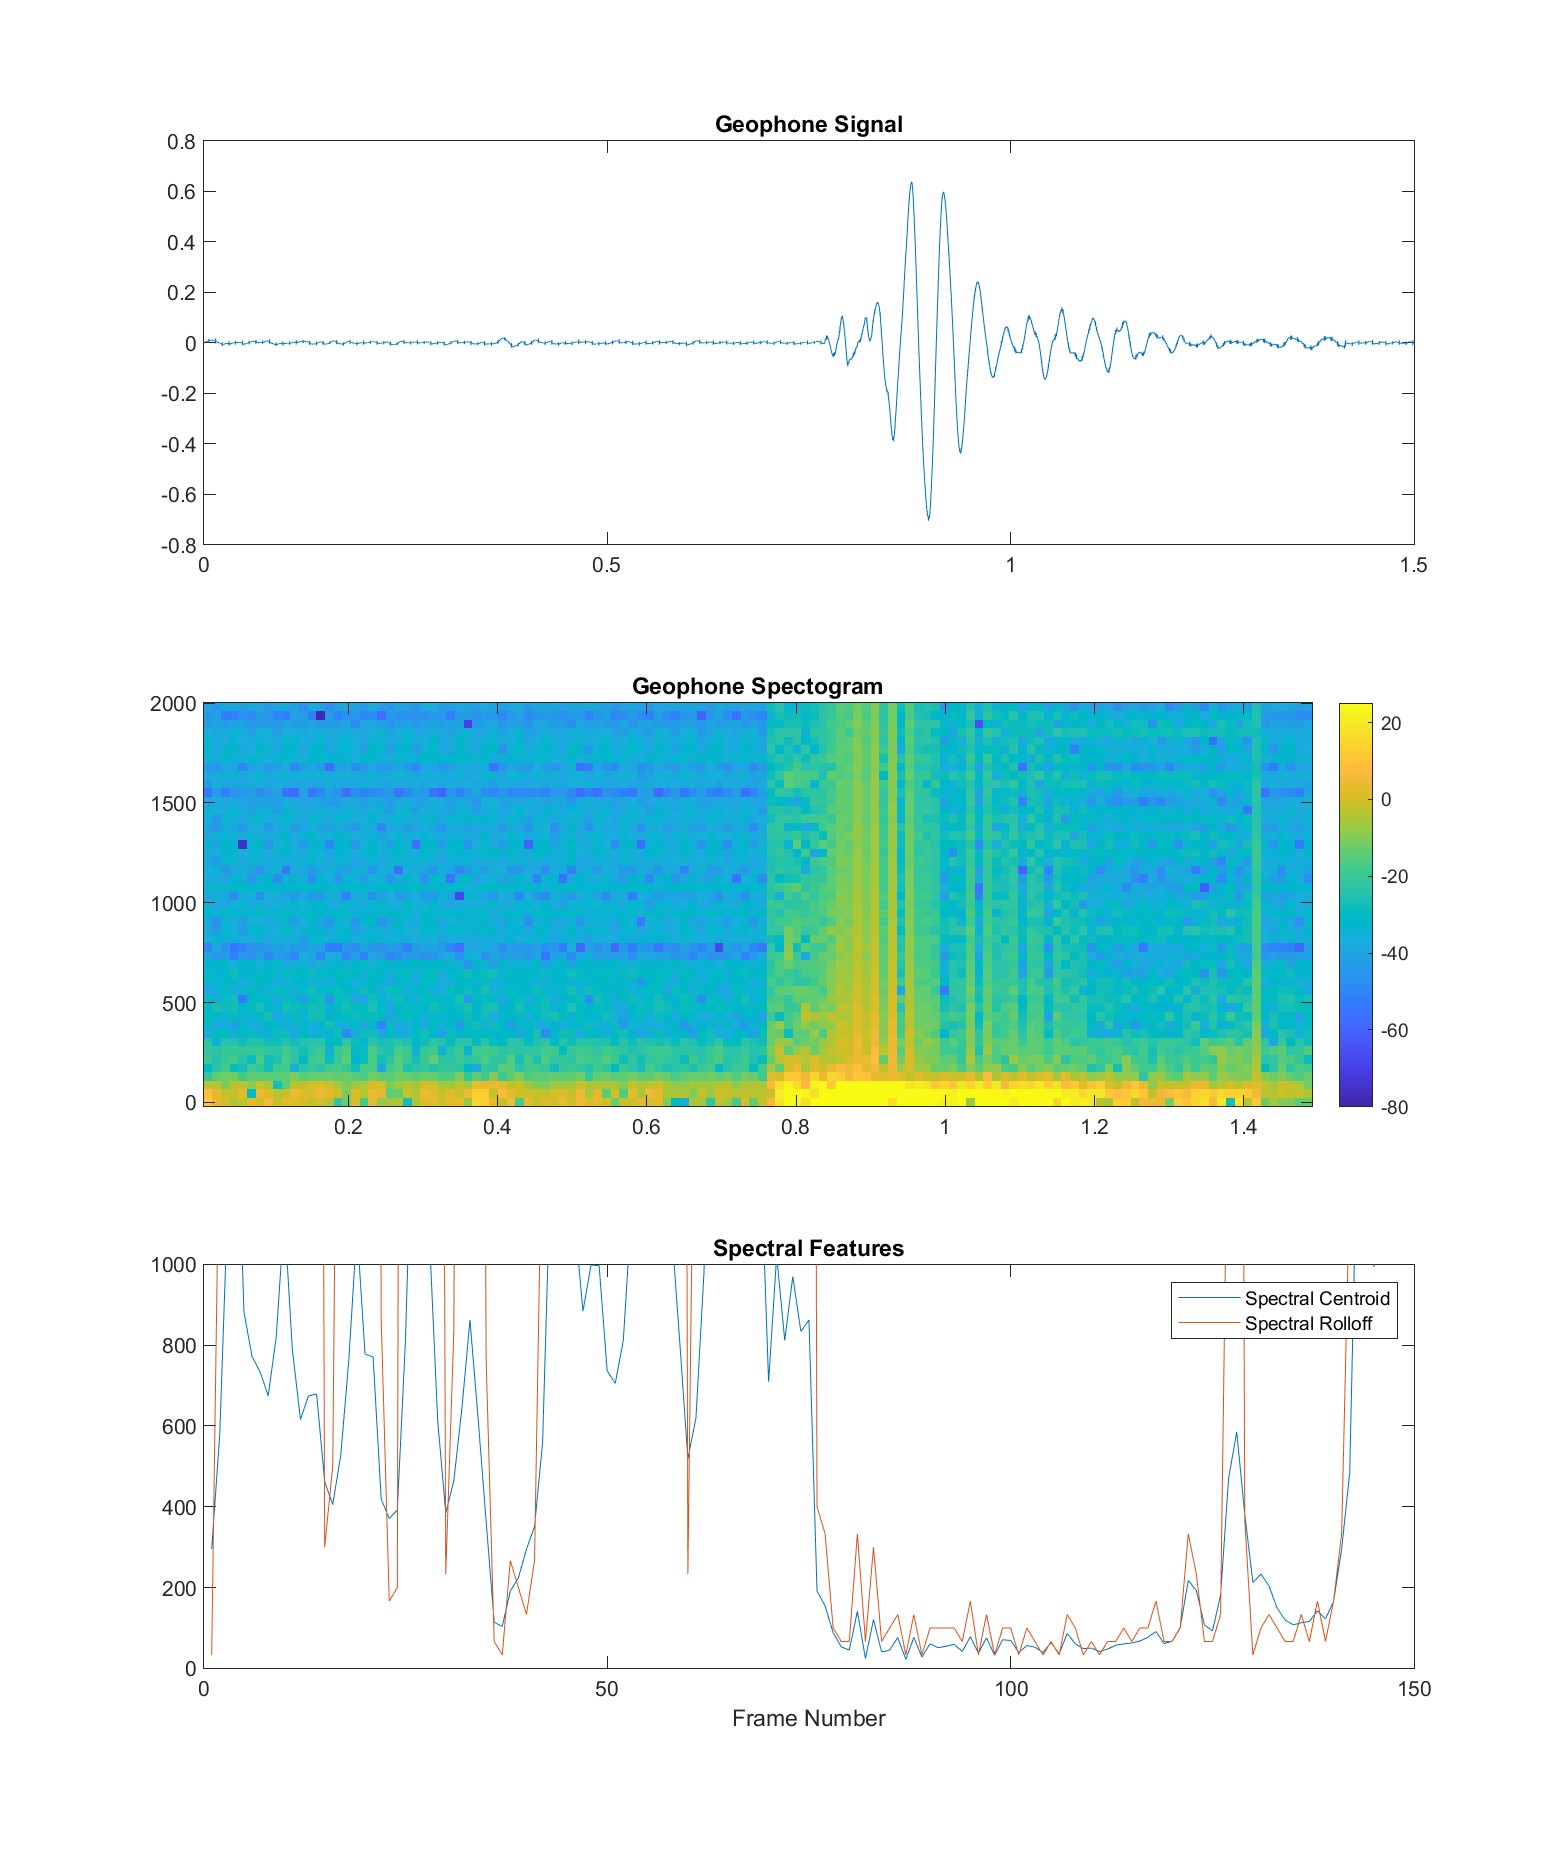 Geophone Signal
0.8
0.6
0.4
0.2
0
-0.2
-0.4
-0.6
-0.8
0 0.5 1 1.5
Geophone Spectogram
2000
1500
1000
500
0
20
0
-20
-40
-60
-80
0.2 0.4 0.6 0.8 1 1.2 1.4
Spectral Features
1000
800
600
400
200
0
Spectral Centroid
Spectral Rolloff
0 50 100 150
Frame Number